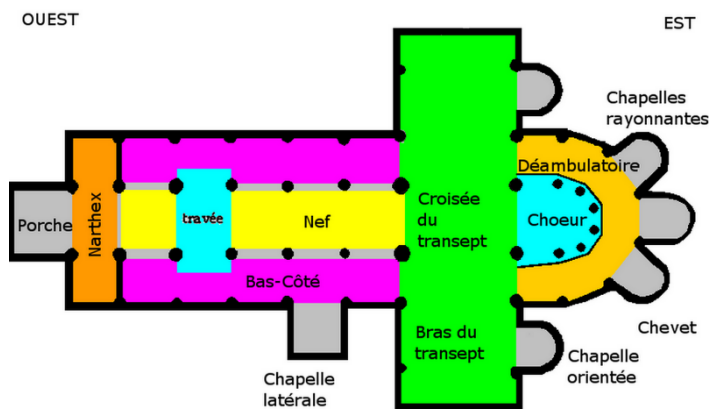 OUEST
EST
Chapelles
rayonnantes
Déambulatoire
Porche
Narthex
travée
Nef
Croisée
du
transept
Choeur
Bas-Côté
Bras du
transept
Chevet
Chapelle
orientée
Chapelle
latérale